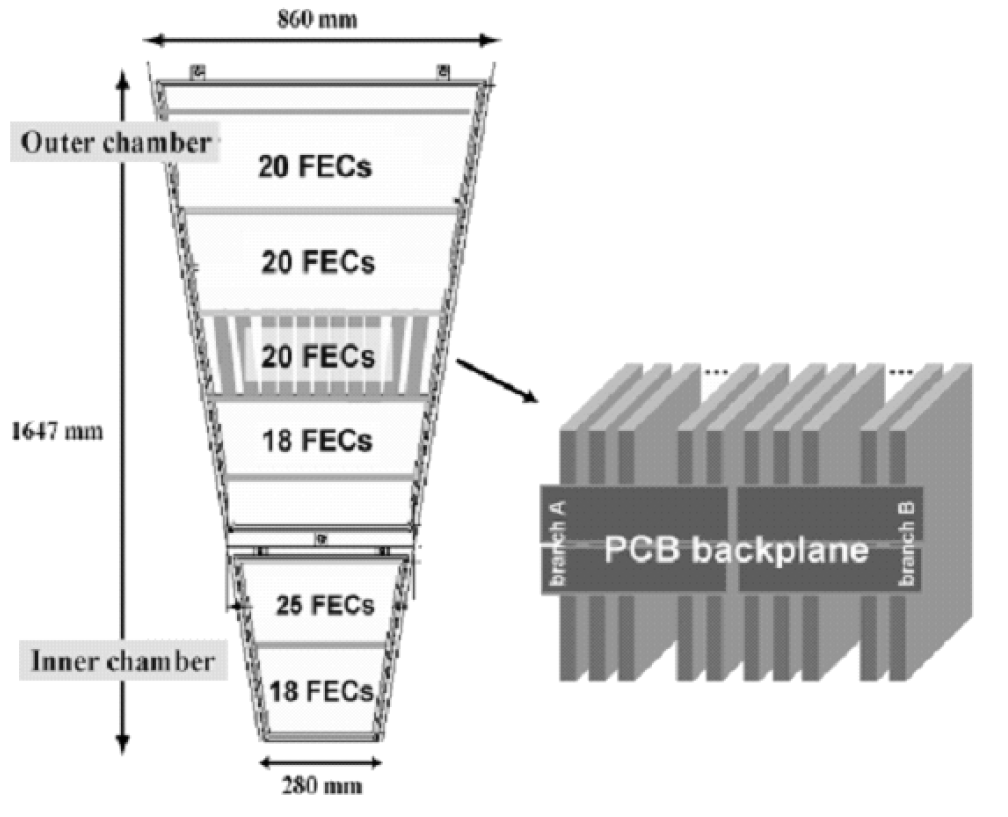 860 mm
Outer chamber
20 FECs
20 FECs
20 FECs
18 FECs
1647 mm
25 FECs
Inner chamber
18 FECs
280 mm
...
...
branch A
PCB backplane
branch B